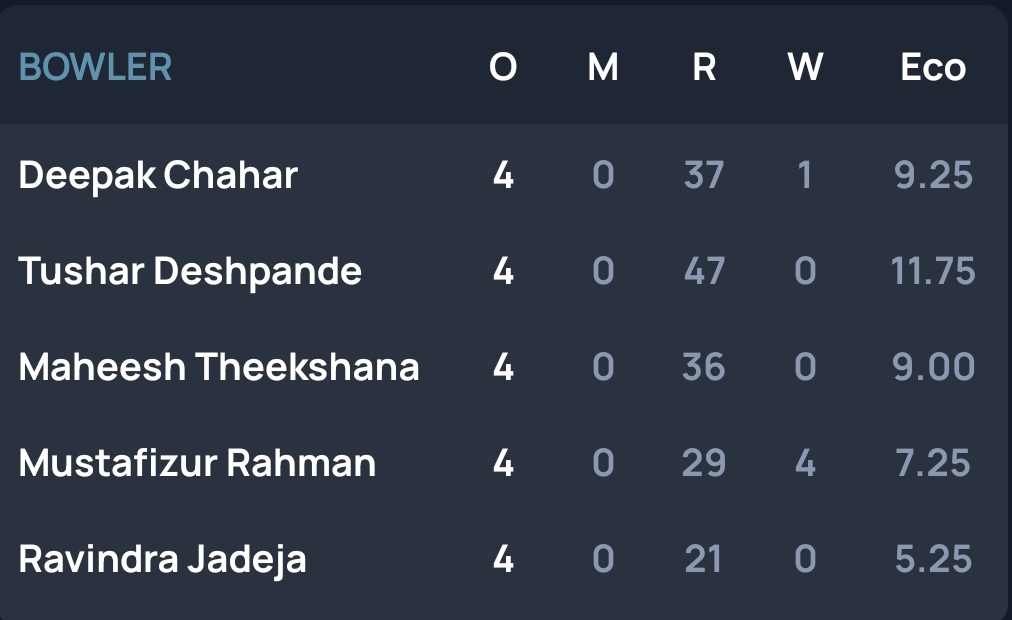 BOWLER O M R W Eco
Deepak Chahar 4 0 37 1 9.25
Tushar Deshpande 4 0 47 0 11.75
Maheesh Theekshana 4 0 36 0 9.00
Mustafizur Rahman 4 0 29 4 7.25
Ravindra Jadeja 4 0 21 0 5.25